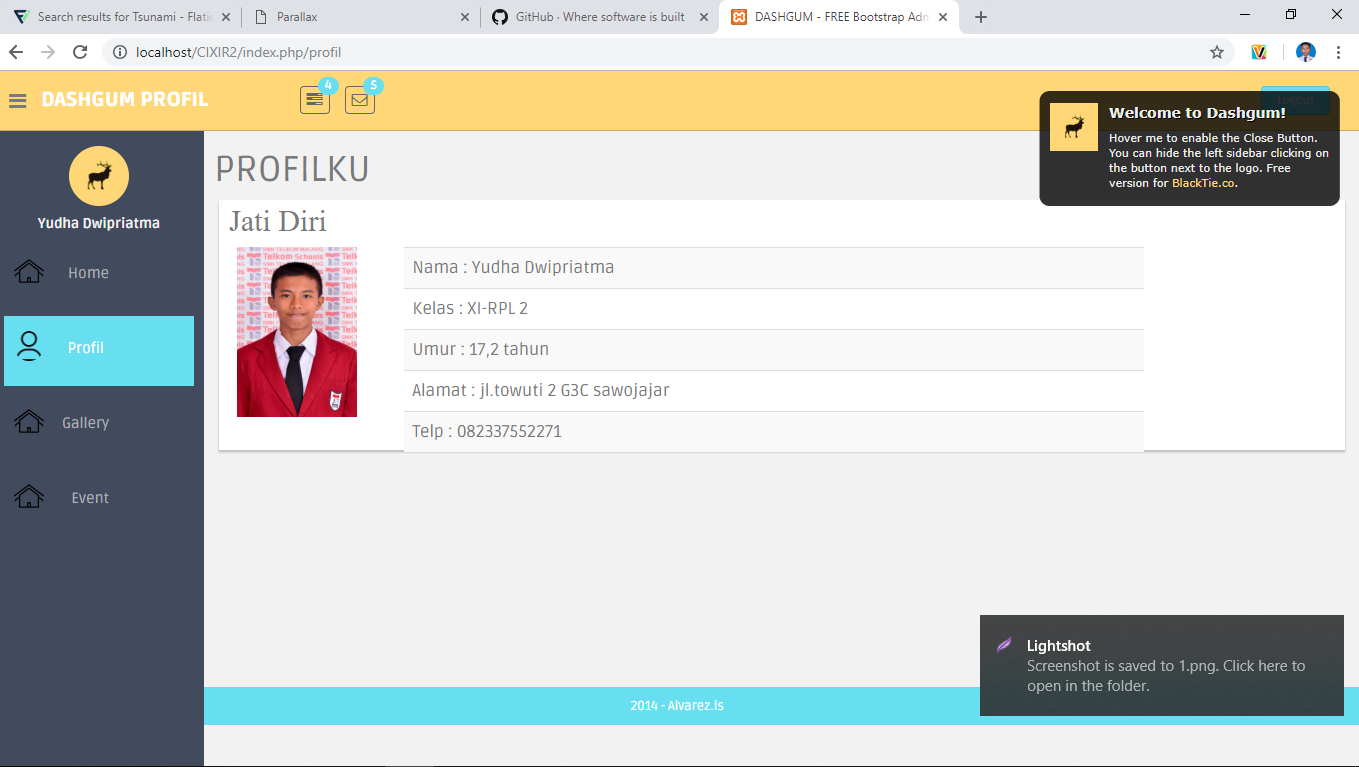 Search results for Tsunami - Flatic
Parallax
GitHub · Where software is built
DASHGUM - FREE Bootstrap Adm
localhost/CIXIR2/index.php/profil
DASHGUM PROFIL
4
5
Logout
Welcome to Dashgum!
Hover me to enable the Close Button.
You can hide the left sidebar clicking on
the button next to the logo. Free
version for BlackTie.co.
Yudha Dwipriatma
Home
Profil
Gallery
Event
PROFILKU
Jati Diri
Nama : Yudha Dwipriatma
Kelas : XI-RPL 2
Umur : 17,2 tahun
Alamat : jl.towuti 2 G3C sawojajar
Telp : 082337552271
Lightshot
Screenshot is saved to 1.png. Click here to
open in the folder.
2014 - Alvarez.Is